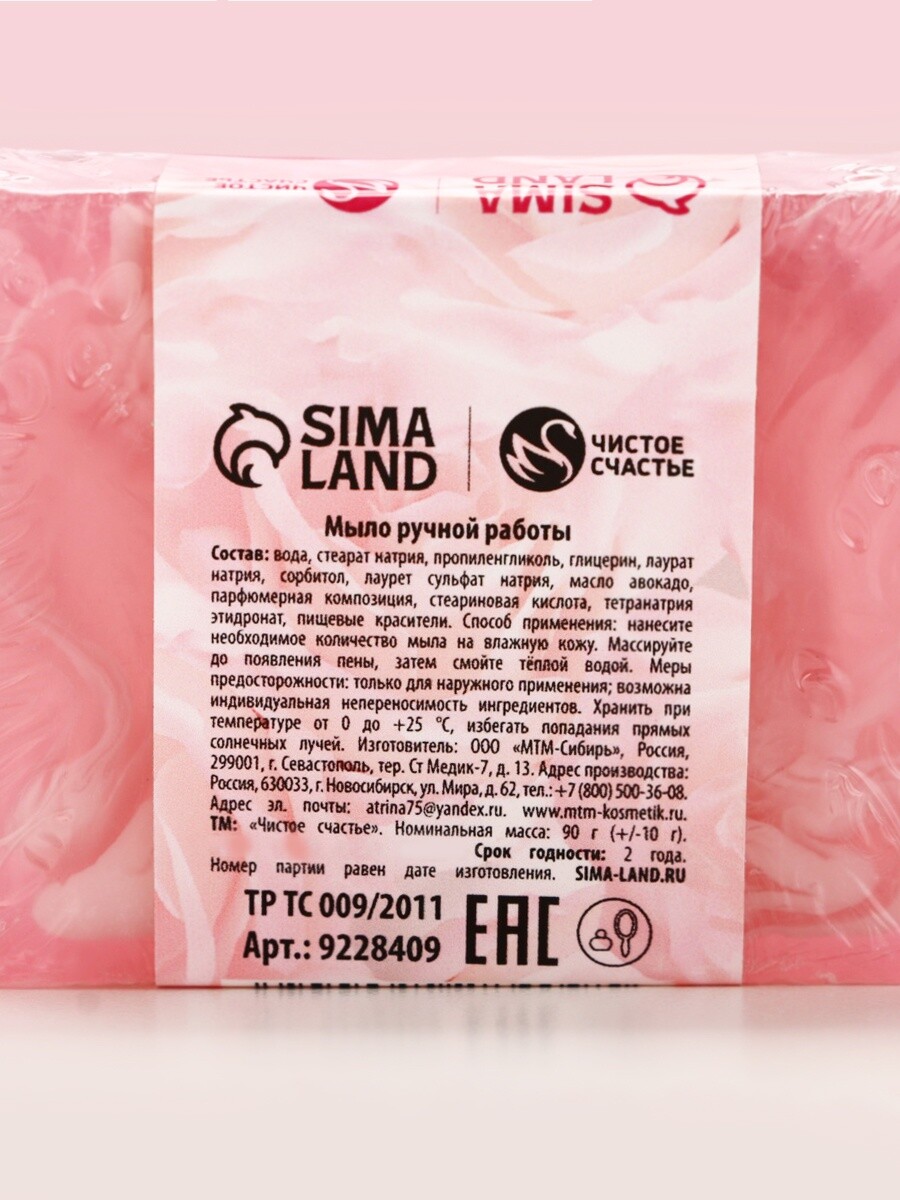 ЧИСТОЕ
СЧАСТЬЕ
SIMA
LAND
SIMA
LAND
ЧИСТОЕ
СЧАСТЬЕ
Мыло ручной работы
Состав: вода, стеарат натрия, пропиленгликоль, глицерин, лаурат
натрия, сорбитол, лаурет сульфат натрия, масло авокадо,
парфюмерная композиция, стеариновая кислота, тетранатрия
этидронат, пищевые красители. Способ применения: нанесите
необходимое количество мыла на влажную кожу. Массируйте
до появления пены, затем смойте тёплой водой. Меры
предосторожности: только для наружного применения; возможна
индивидуальная непереносимость ингредиентов. Хранить при
температуре от 0 до +25 °С, избегать попадания прямых
солнечных лучей. Изготовитель: ООО «МТМ-Сибирь», Россия,
299001, г. Севастополь, тер. Ст Медик-7, д. 13. Адрес производства:
Россия, 630033, г. Новосибирск, ул. Мира, д. 62, тел.: +7 (800) 500-36-08.
Адрес эл. почты: atrina75@yandex.ru. www.mtm-kosmetik.ru.
ТМ: «Чистое счастье». Номинальная масса: 90 г (+/-10 г).
Срок годности: 2 года.
Номер партии равен дате изготовления. SIMA-LAND.RU
ТР ТС 009/2011
Арт.: 9228409
EAC